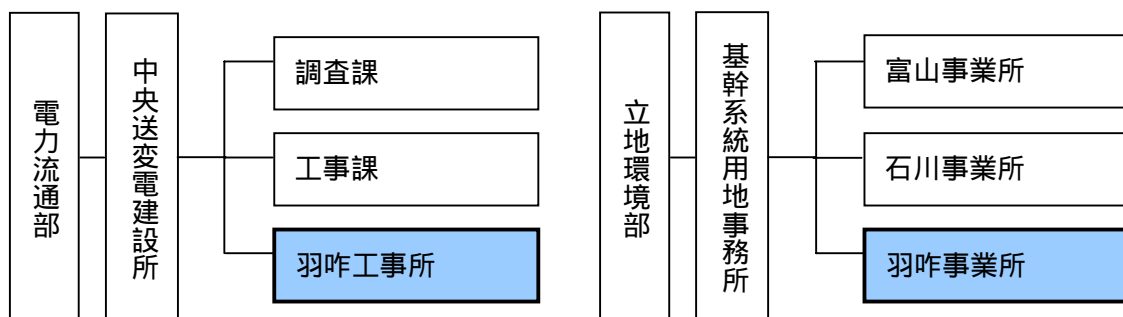 電力流通部
中央送変電建設所
調査課
工事課
羽咋工事所
立地環境部
基幹系統用地事務所
富山事業所
石川事業所
羽咋事業所